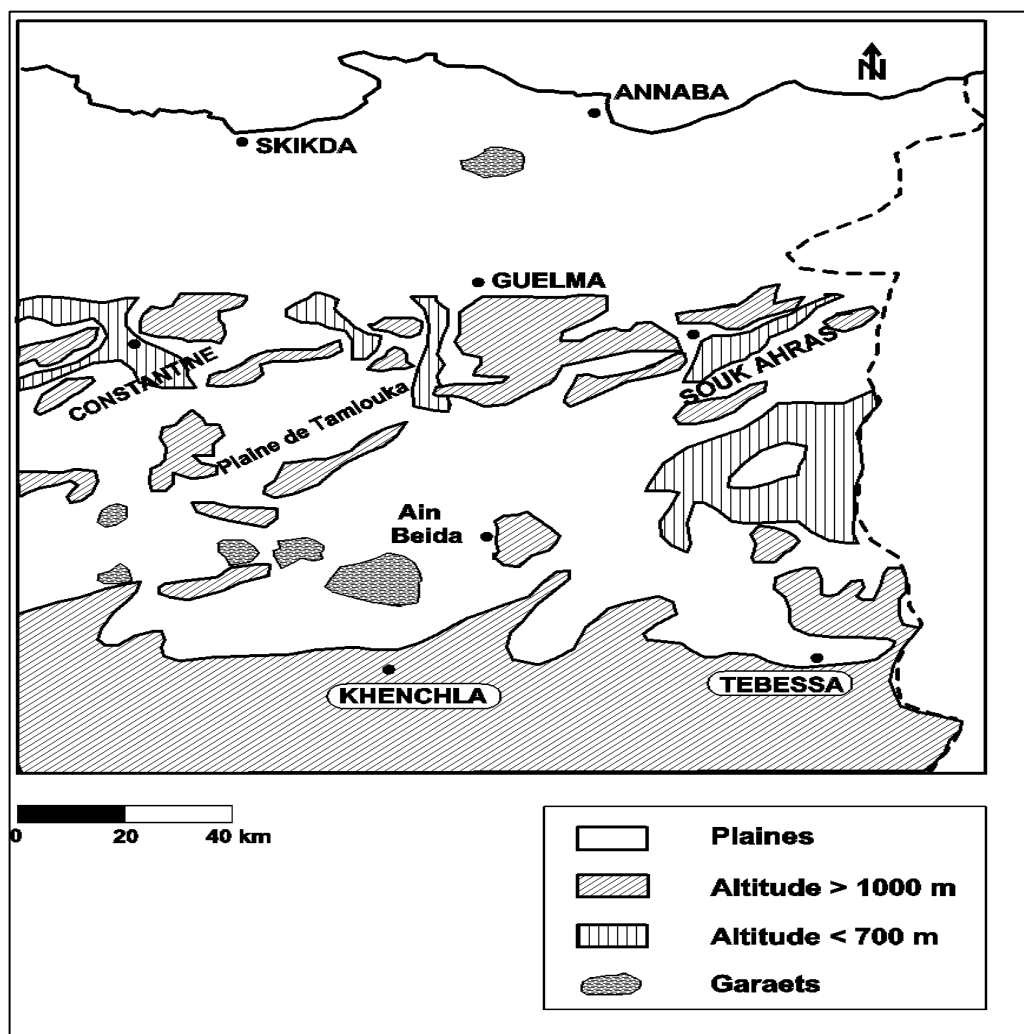 N
ANNABA
SKIKDA
GUELMA
CONSTANTINE
SOUK AHRAS
Plaine de Tamlouka
Ain
Beida
KHENCHLA
TEBESSA
0 20 40 km
Plaines
Altitude > 1000 m
Altitude < 700 m
Garaets